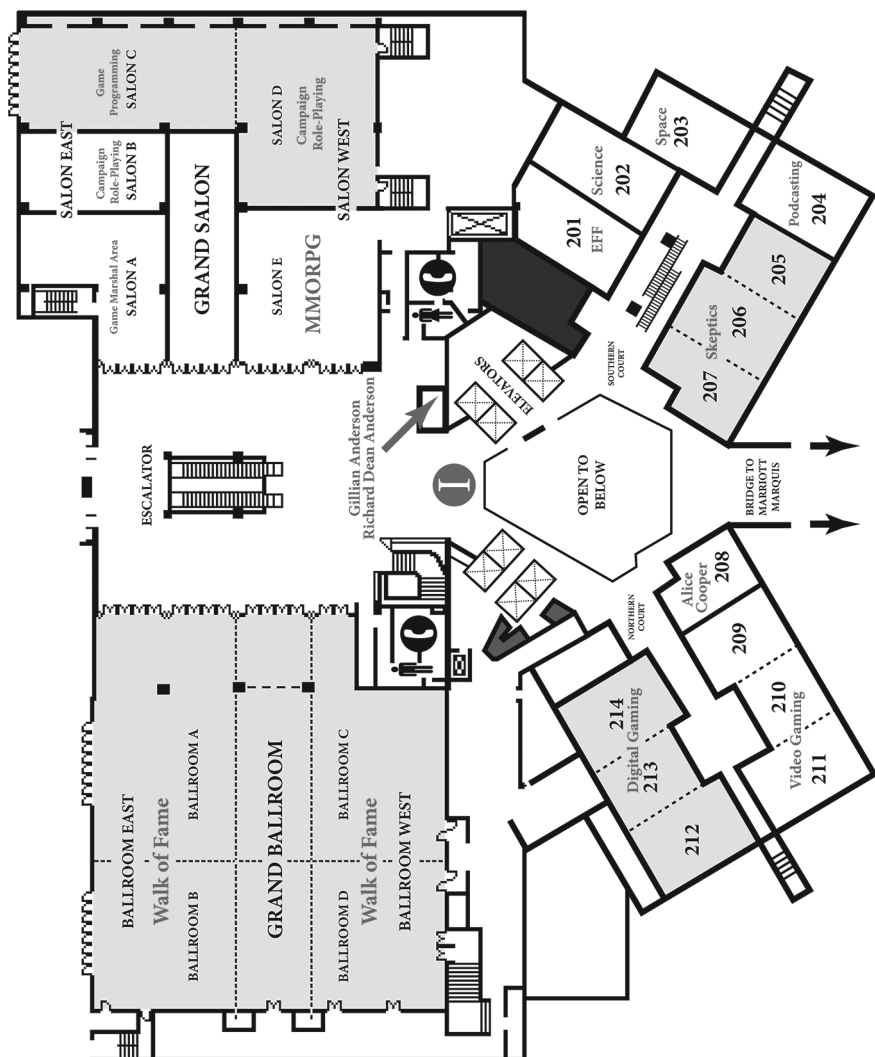 Game
Programming
SALON C
SALON D
Campaign
Role-Playing
SALON EAST
Campaign
Role-Playing
SALON B
SALON WEST
GRAND SALON
Game Marshal Area
SALON A
SALON E
MMORPG
Space
203
Science
202
201
EFF
Podcasting
204
205
206
Skeptics
207
ELEVATORS
SOUTHERN
COURT
Gillian Anderson
Richard Dean Anderson
ESCALATOR
I
OPEN TO
BELOW
BRIDGE TO
MARRIOTT
MARQUIS
Alice
Cooper
208
NORTHERN
COURT
209
210
Video Gaming
211
214
Digital Gaming
213
212
BALLROOM EAST
Walk of Fame
BALLROOM A
BALLROOM B
GRAND BALLROOM
BALLROOM C
BALLROOM D
Walk of Fame
BALLROOM WEST